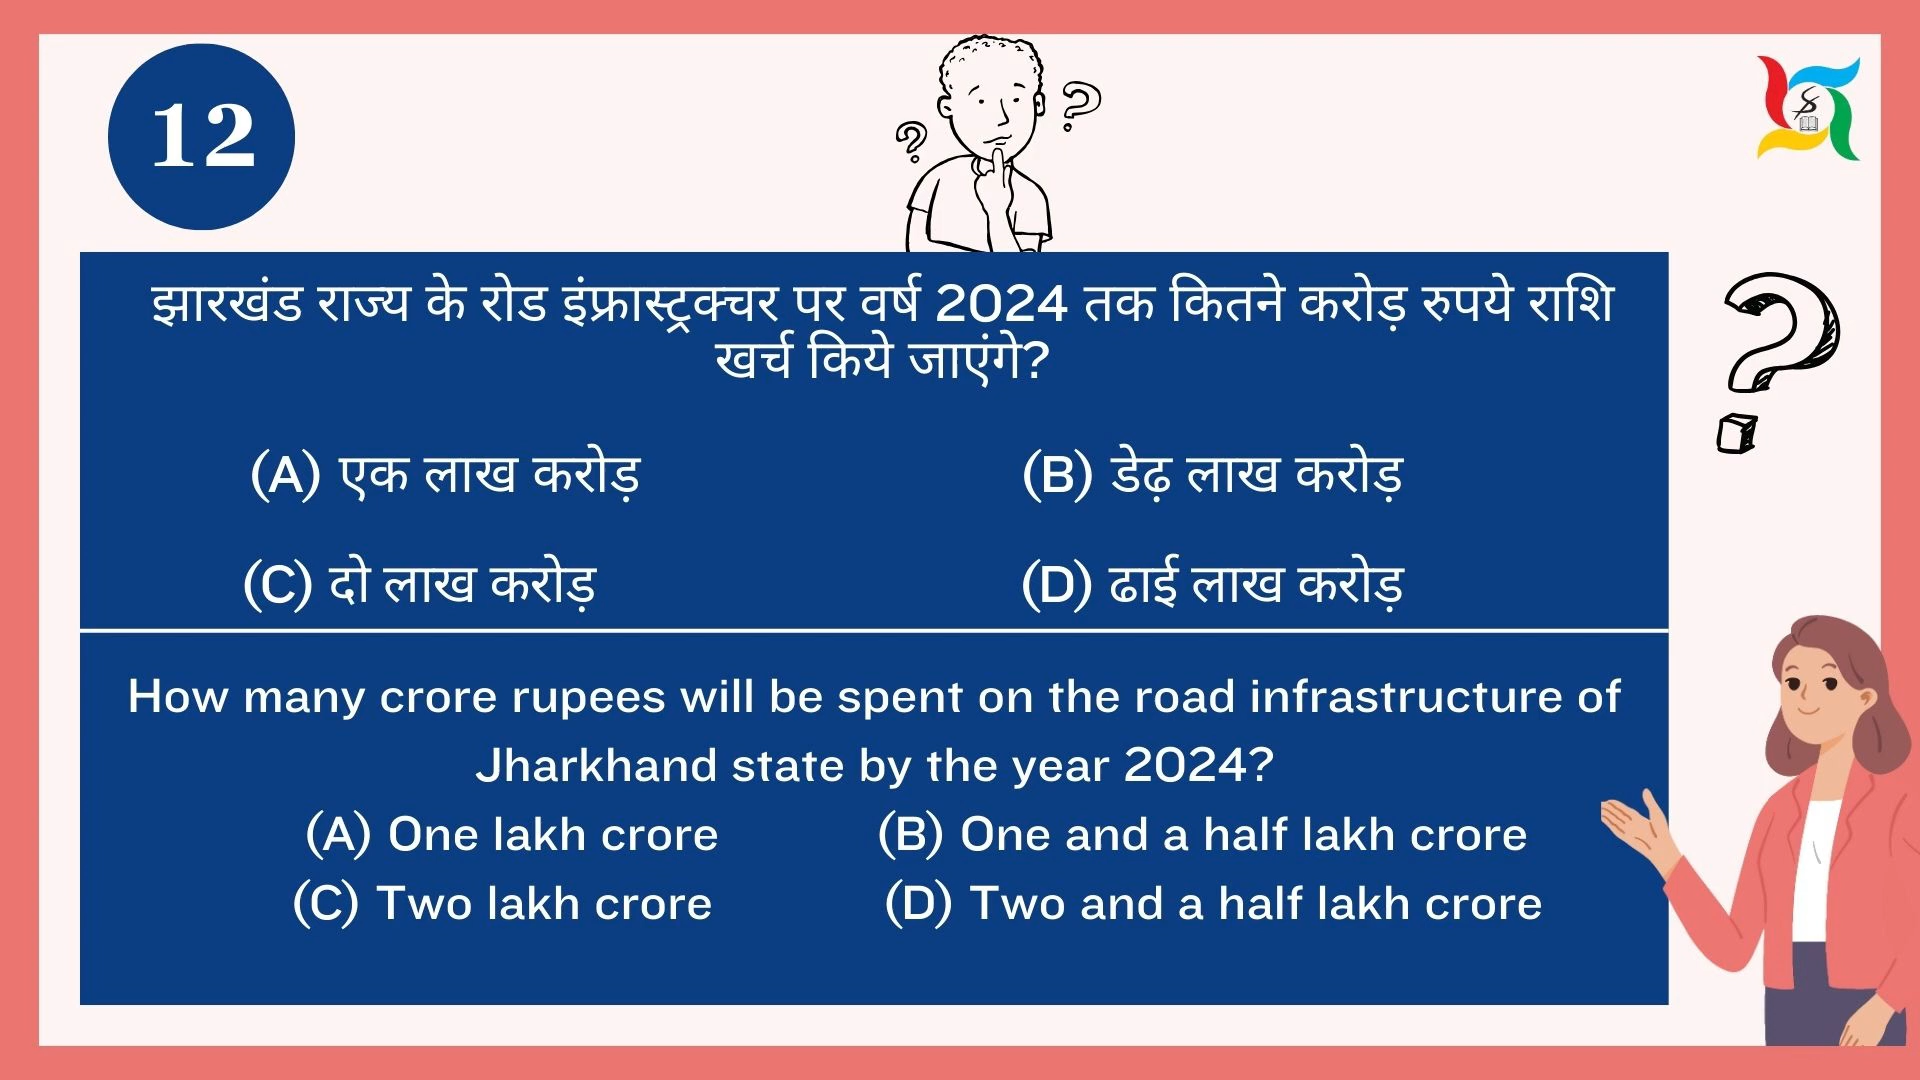 12
झारखंड राज्य के रोड इंफ्रास्ट्रक्चर पर वर्ष 2024 तक कितने करोड़ रुपये राशि
खर्च किये जाएंगे?
(A) एक लाख करोड़ (B) डेढ़ लाख करोड़
(C) दो लाख करोड़ (D) ढाई लाख करोड़
How many crore rupees will be spent on the road infrastructure of
Jharkhand state by the year 2024?
(A) One lakh crore (B) One and a half lakh crore
(C) Two lakh crore (D) Two and a half lakh crore